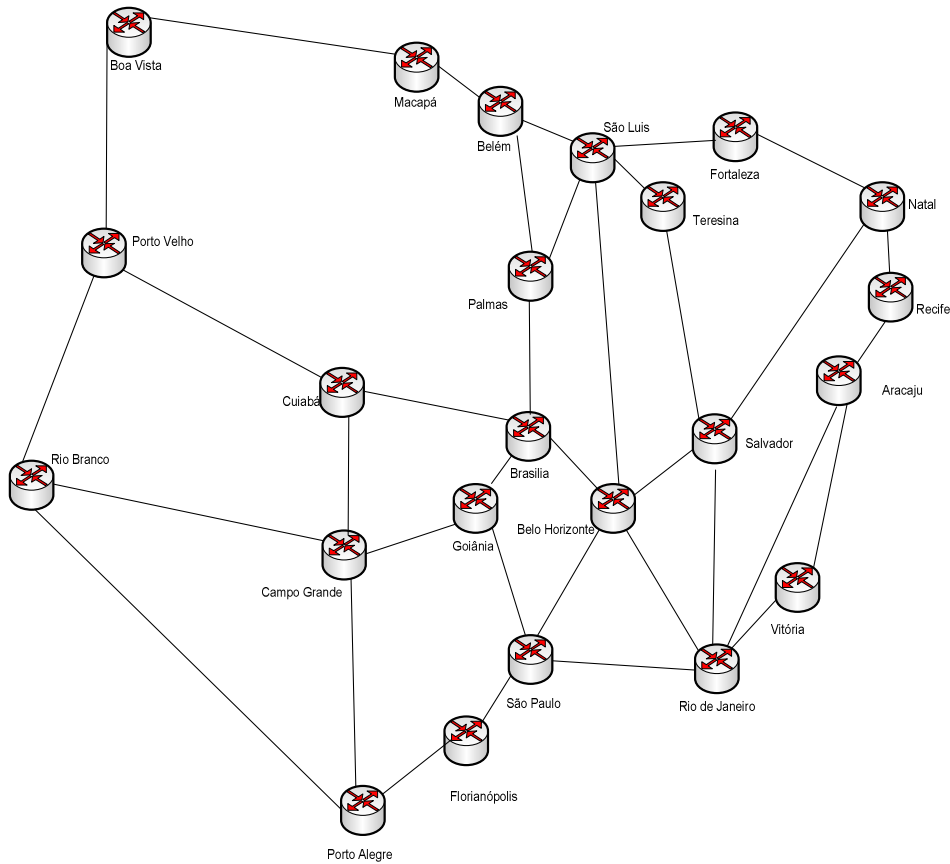 Boa Vista
Macapá
São Luis
Belém
Fortaleza
Natal
Teresina
Porto Velho
Palmas
Recife
Aracaju
Cuiabá
Salvador
Rio Branco
Brasilia
Belo Horizonte
Goiânia
Campo Grande
Vitória
São Paulo
Rio de Janeiro
Florianópolis
Porto Alegre